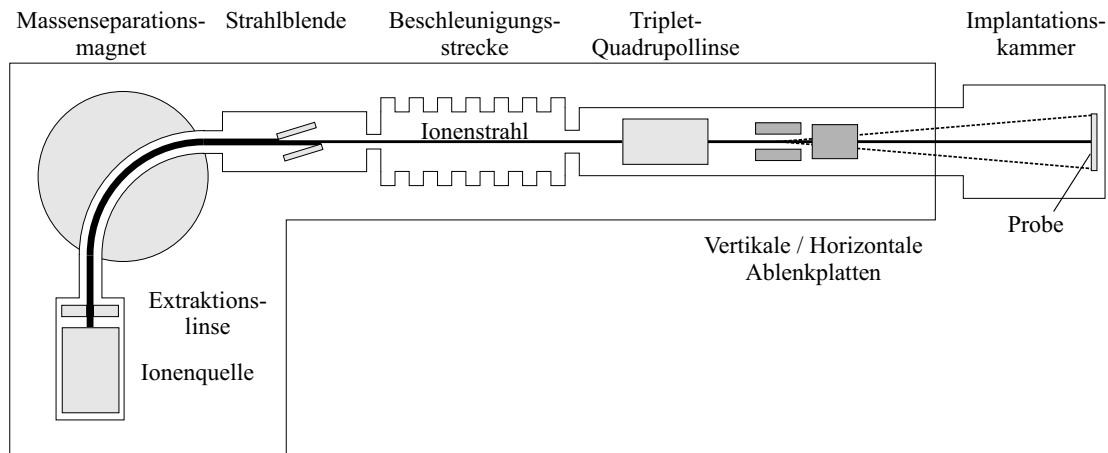 Massenseparations-
magnet
Strahlblende
Beschleunigungs-
strecke
Triplet-
Quadrupollinse
Implantations-
kammer
Ionenstrahl
Probe
Vertikale / Horizontale
Ablenkplatten
Extraktions-
linse
Ionenquelle